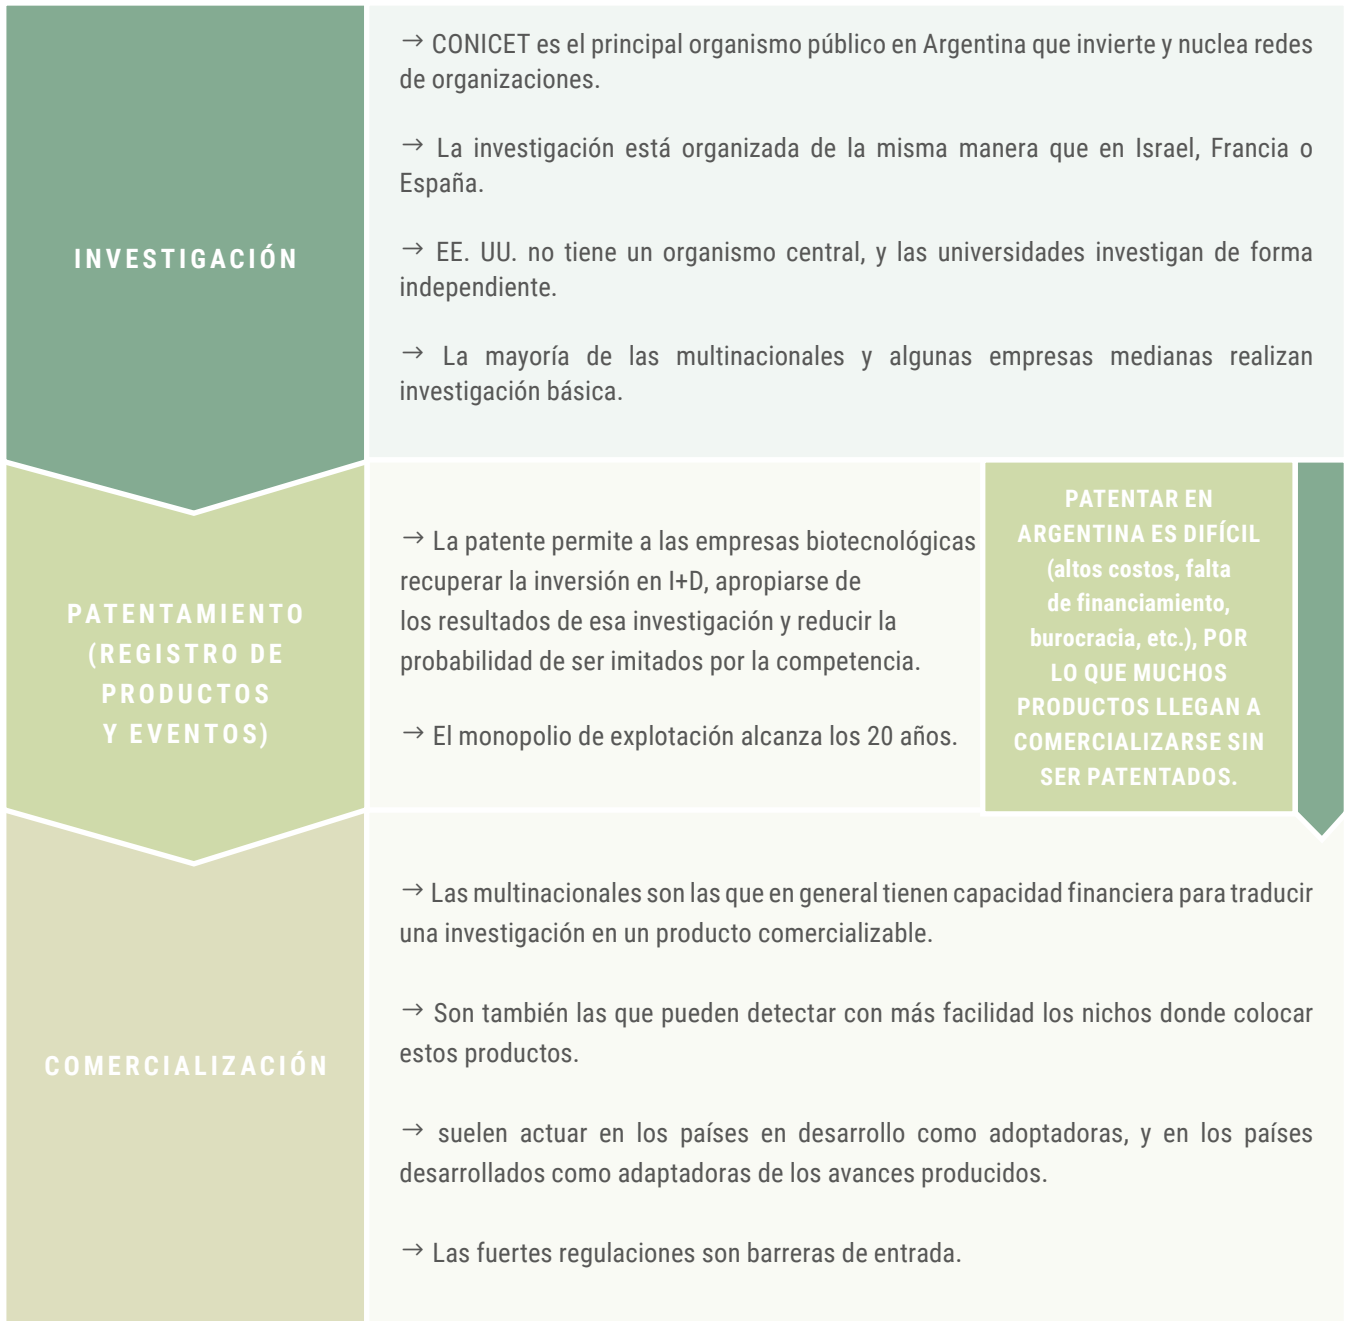 INVESTIGACIÓN
→ CONICET es el principal organismo público en Argentina que invierte y nuclea redes
de organizaciones.
→ La investigación está organizada de la misma manera que en Israel, Francia o
España.
→ EE. UU. no tiene un organismo central, y las universidades investigan de forma
independiente.
→ La mayoría de las multinacionales y algunas empresas medianas realizan
investigación básica.
PATENTAMIENTO
(REGISTRO DE
PRODUCTOS
Y EVENTOS)
→ La patente permite a las empresas biotecnológicas
recuperar la inversión en I+D, apropiarse de
los resultados de esa investigación y reducir la
probabilidad de ser imitados por la competencia.
→ El monopolio de explotación alcanza los 20 años.
PATENTAR EN
ARGENTINA ES DIFÍCIL
(altos costos, falta
de financiamiento,
burocracia, etc.), POR
LO QUE MUCHOS
PRODUCTOS LLEGAN A
COMERCIALIZARSE SIN
SER PATENTADOS.
COMERCIALIZACIÓN
→ Las multinacionales son las que en general tienen capacidad financiera para traducir
una investigación en un producto comercializable.
→ Son también las que pueden detectar con más facilidad los nichos donde colocar
estos productos.
→ suelen actuar en los países en desarrollo como adoptadoras, y en los países
desarrollados como adaptadoras de los avances producidos.
→ Las fuertes regulaciones son barreras de entrada.